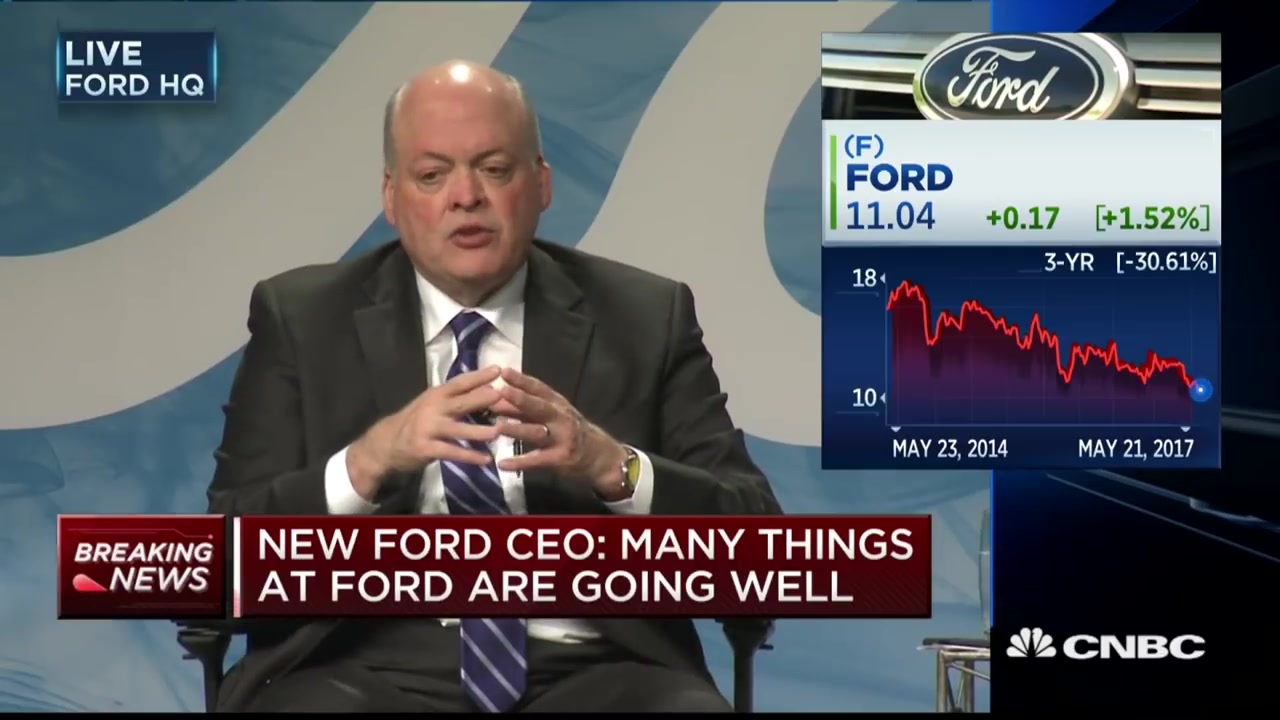 LIVE
FORD HQ
Ford
(F)
FORD
11.04 +0.17 [+1.52%]
3-YR [-30.61%]
18
10
MAY 23, 2014 MAY 21, 2017
BREAKING
NEWS
NEW FORD CEO: MANY THINGS
AT FORD ARE GOING WELL
CNBC